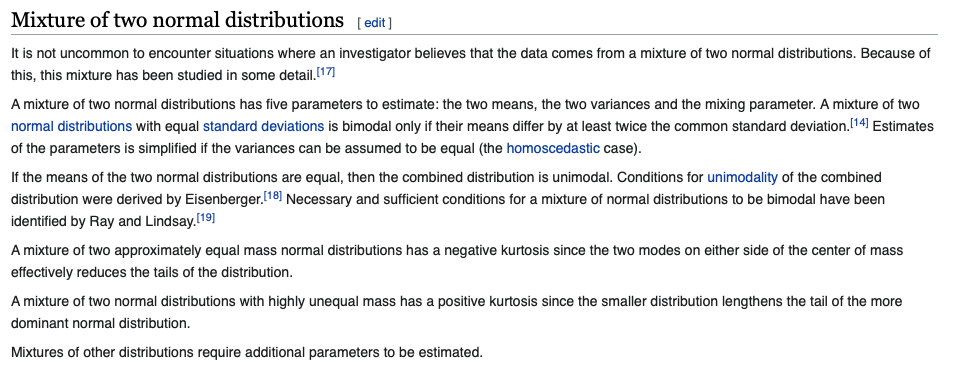 Mixture of two normal distributions [ edit ]
It is not uncommon to encounter situations where an investigator believes that the data comes from a mixture of two normal distributions. Because of
this, this mixture has been studied in some detail.[17]
A mixture of two normal distributions has five parameters to estimate: the two means, the two variances and the mixing parameter. A mixture of two
normal distributions with equal standard deviations is bimodal only if their means differ by at least twice the common standard deviation.[14] Estimates
of the parameters is simplified if the variances can be assumed to be equal (the homoscedastic case).
If the means of the two normal distributions are equal, then the combined distribution is unimodal. Conditions for unimodality of the combined
distribution were derived by Eisenberger.[18] Necessary and sufficient conditions for a mixture of normal distributions to be bimodal have been
identified by Ray and Lindsay.[19]
A mixture of two approximately equal mass normal distributions has a negative kurtosis since the two modes on either side of the center of mass
effectively reduces the tails of the distribution.
A mixture of two normal distributions with highly unequal mass has a positive kurtosis since the smaller distribution lengthens the tail of the more
dominant normal distribution.
Mixtures of other distributions require additional parameters to be estimated.